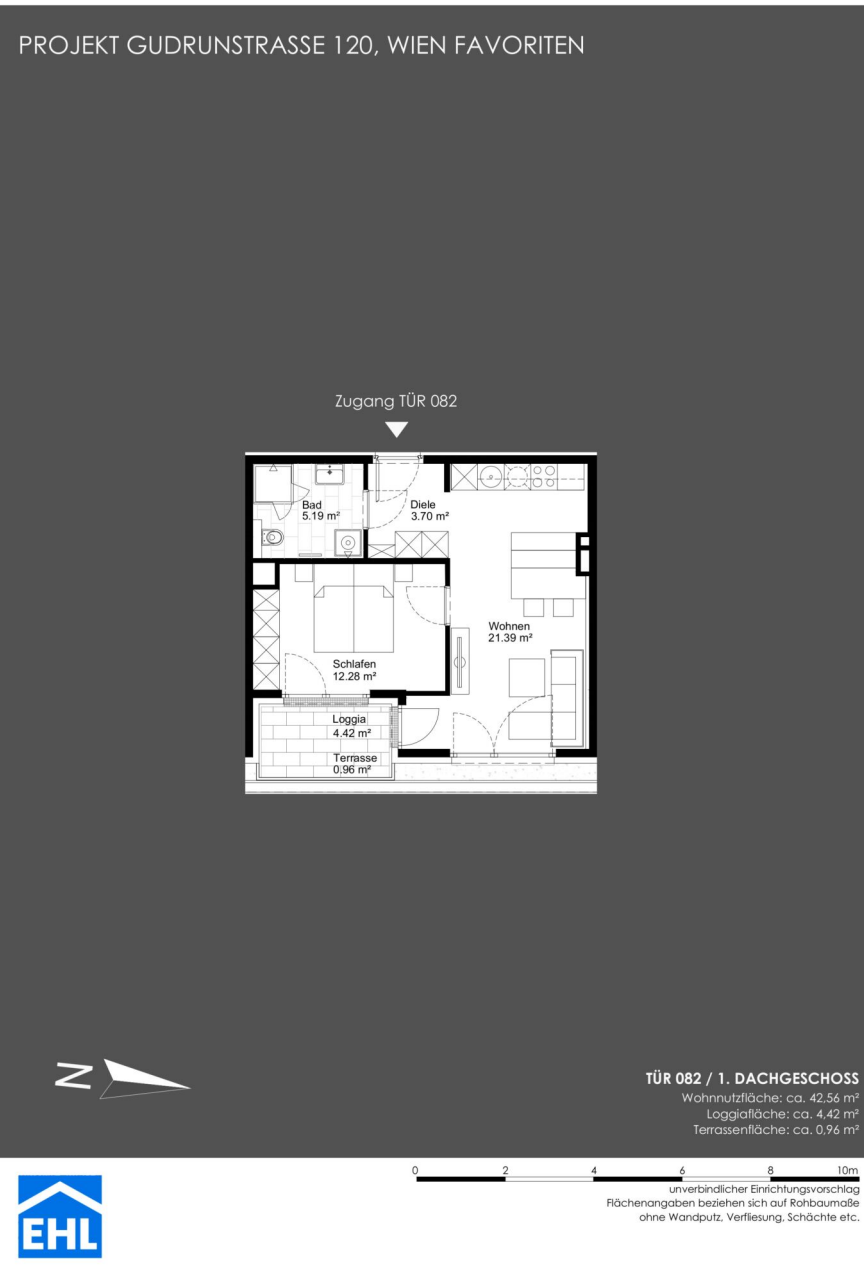 PROJEKT GUDRUNSTRASSE 120, WIEN FAVORITEN
Zugang TÜR 082
Bad
5.19 m²
Diele
3.70 m²
Wohnen
21.39 m²
Schlafen
12.28 m²
Loggia
4.42 m²
Terrasse
0.96 m²
N
TÜR 082 / 1. DACHGESCHOSS
Wohnnutzfläche: ca. 42,56 m²
Loggiafläche: ca. 4,42 m²
Terrassenfläche: ca. 0,96 m²
0 2 4 6 8 10m
unverbindlicher Einrichtungsvorschlag
Flächenangaben beziehen sich auf Rohbaumaße
ohne Wandputz, Verfliesung, Schächte etc.
EHL